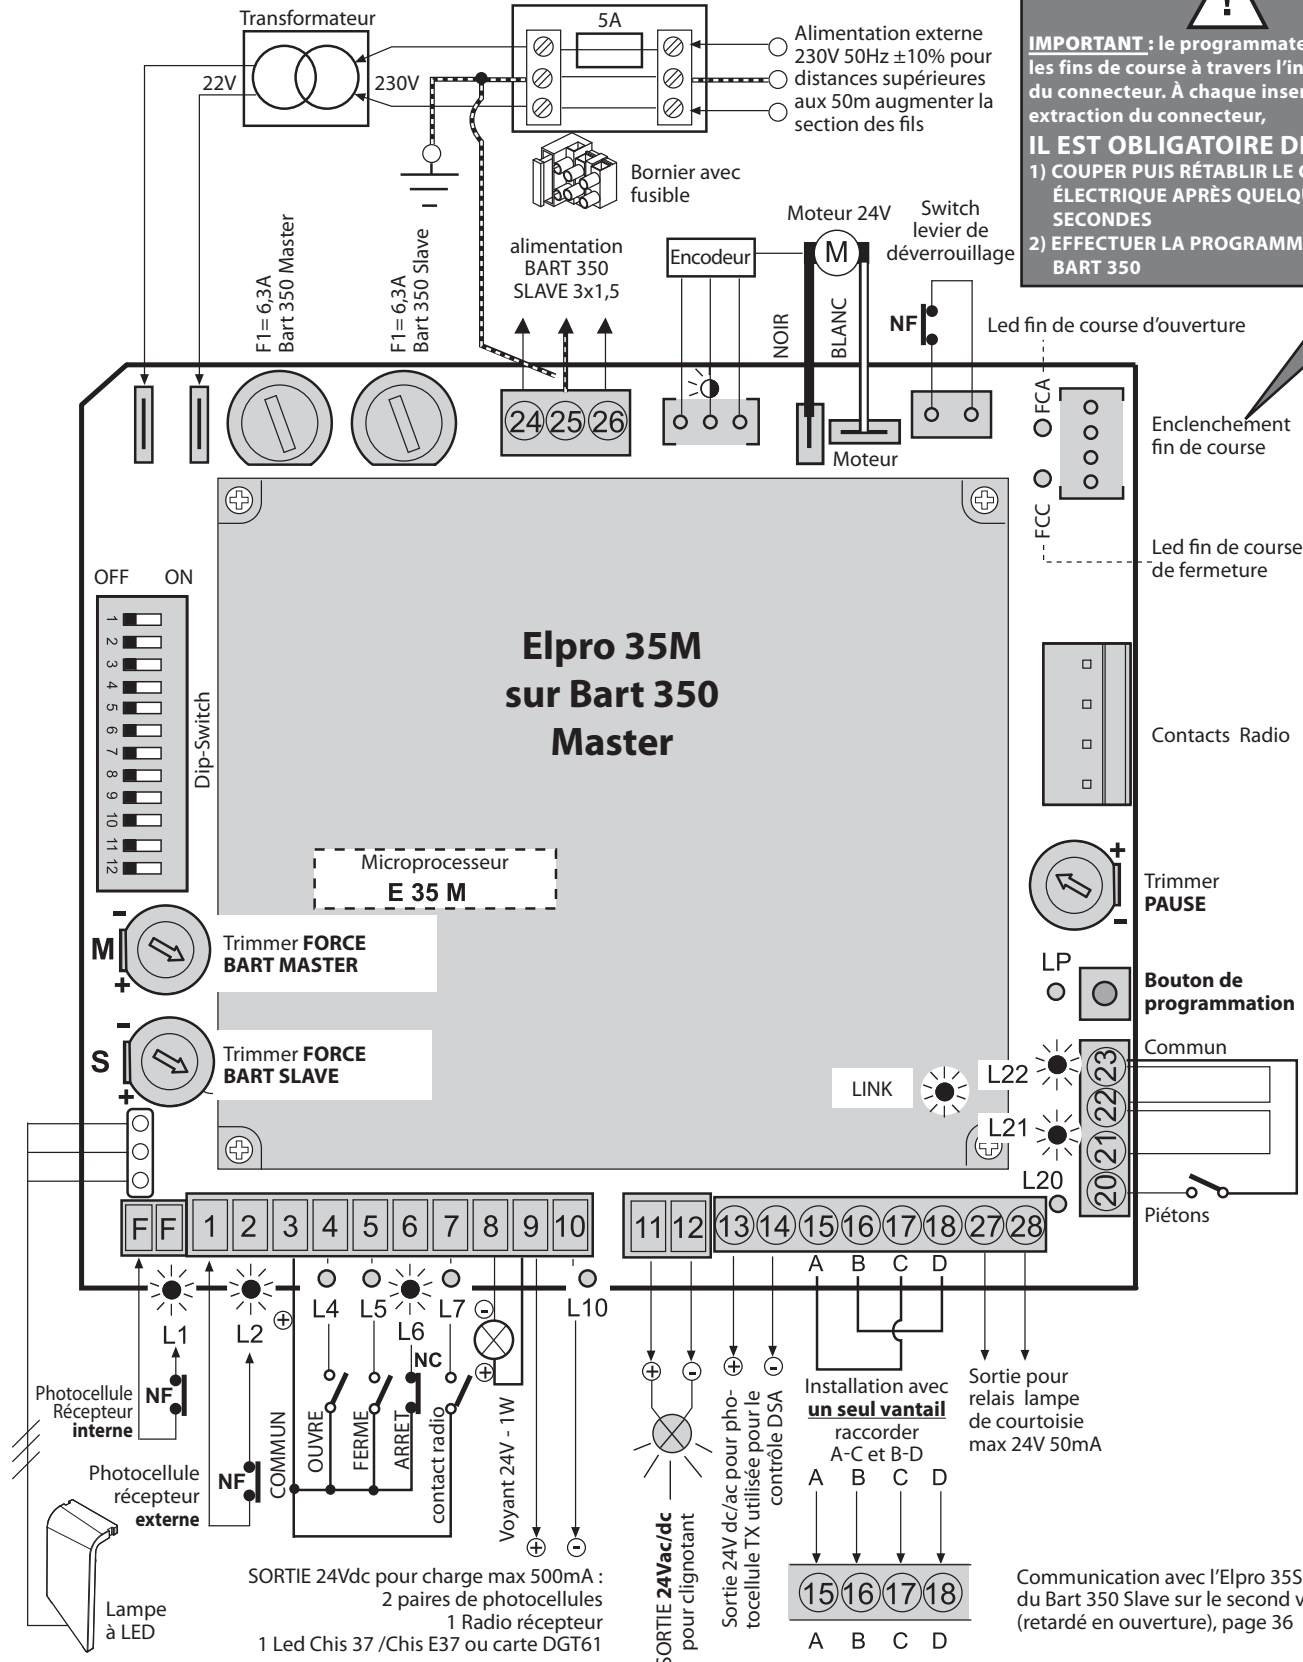 Transformateur
22V
230V
5A
Alimentation externe
230V 50Hz ±10% pour
distances supérieures
aux 50m augmenter la
section des fils
!
IMPORTANT : le
les fins de course à travers
du connecteur. À chaque
extraction du connecteur,
IL EST OBLIGATOIRE
1) COUPER PUIS RÉTABLIR LE
ÉLECTRIQUE APRÈS
SECONDES
2) EFFECTUER LA
BART 350
Bornier avec
fusible
F1= 6,3A
Bart 350 Master
F1= 6,3A
Bart 350 Slave
alimentation
BART 350
SLAVE 3x1,5
Encodeur
Moteur 24V
M
NOIR
BLANC
Switch
levier de
déverrouillage
NF
Led fin de course d'ouverture
FCA
FCC
Enclenchement
fin de course
Led fin de course
de fermeture
24 25 26
Moteur
OFF ON
1
2
3
4
5
6
7
8
9
10
11
12
Dip-Switch
Elpro 35M
sur Bart 350
Master
Contacts Radio
Microprocesseur
E 35 M
+
-
Trimmer
PAUSE
-
M
+
Trimmer FORCE
BART MASTER
-
S
+
Trimmer FORCE
BART SLAVE
LP
Bouton de
programmation
Commun
LINK
L22
L21
L20
23
22
21
20
Piétons
F F 1 2 3 4 5 6 7 8 9 10
11 12 13 14 15 16 17 18 27 28
A B C D
L1
L2
+
L4
L5
L6
L7
-
L10
NC
+
Photocellule
Récepteur
interne
NF
Photocellule
récepteur
externe
NF
COMMUN
OUVRE
FERME
ARRET
contact radio
Voyant 24V - 1W
+ -
+ -
SORTIE 24Vac/dc
pour clignotant
+ -
Sortie 24V dc/ac pour pho-
tocellule TX utilisée pour le
contrôle DSA
Installation avec
un seul vantail
raccorder
A-C et B-D
Sortie pour
relais lampe
de courtoisie
max 24V 50mA
A B C D
15 16 17 18
A B C D
Lampe
à LED
SORTIE 24Vdc pour charge max 500mA :
2 paires de photocellules
1 Radio récepteur
1 Led Chis 37 /Chis E37 ou carte DGT61
Communication avec l'Elpro 35S
du Bart 350 Slave sur le second
(retardé en ouverture), page 36